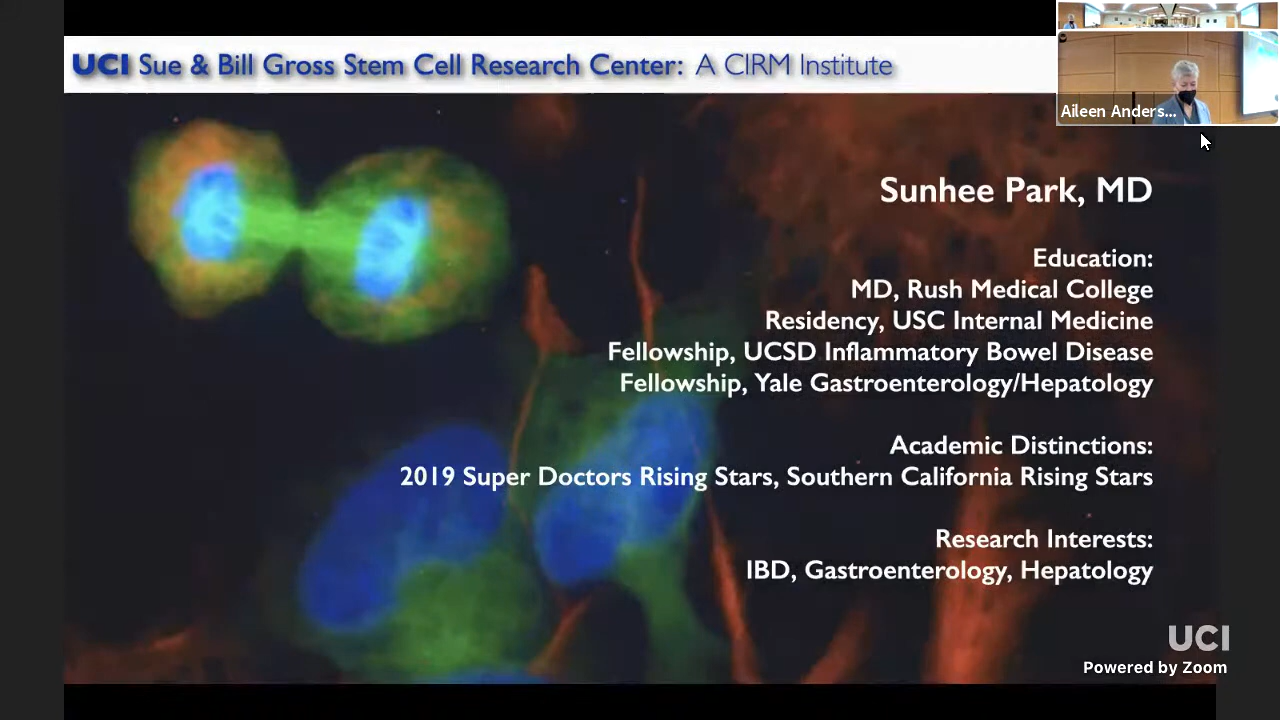 UCI Sue & Bill Gross Stem Cell Research Center: A CIRM Institute
Aileen Anders...
Sunhee Park, MD
Education:
MD, Rush Medical College
Residency, USC Internal Medicine
Fellowship, UCSD Inflammatory Bowel Disease
Fellowship, Yale Gastroenterology/Hepatology
Academic Distinctions:
2019 Super Doctors Rising Stars, Southern California Rising Stars
Research Interests:
IBD, Gastroenterology, Hepatology
UCI
Powered by Zoom